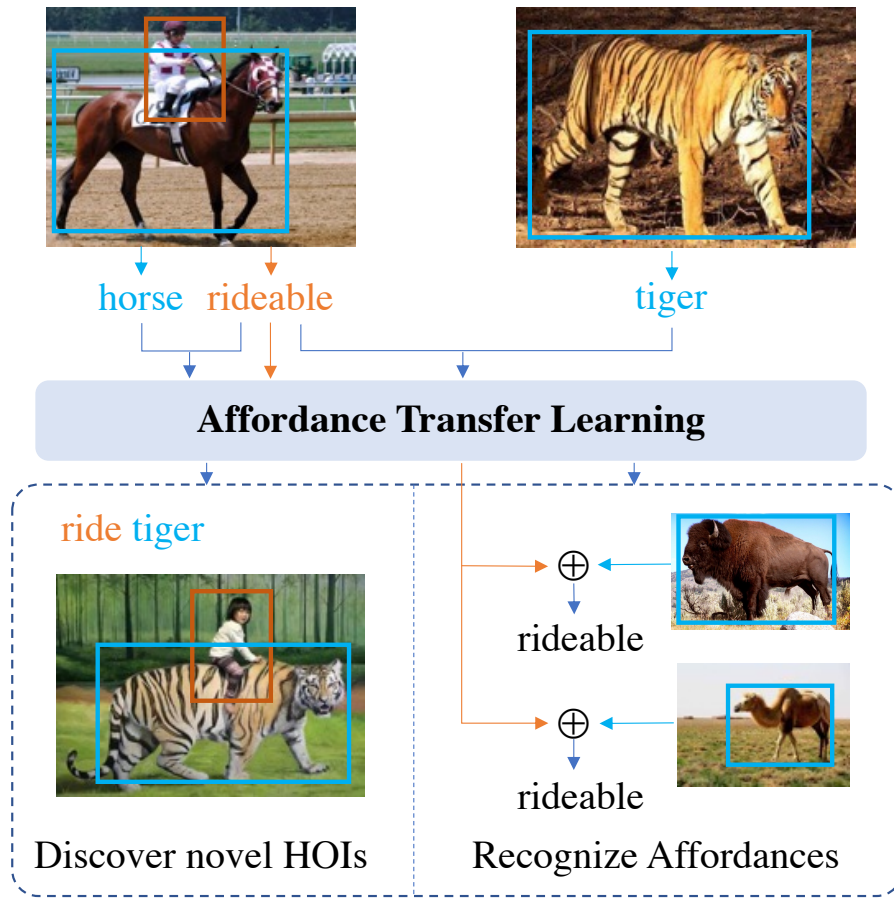 horse rideable
tiger
Affordance Transfer Learning
ride tiger
rideable
rideable
Discover novel HOIs
Recognize Affordances